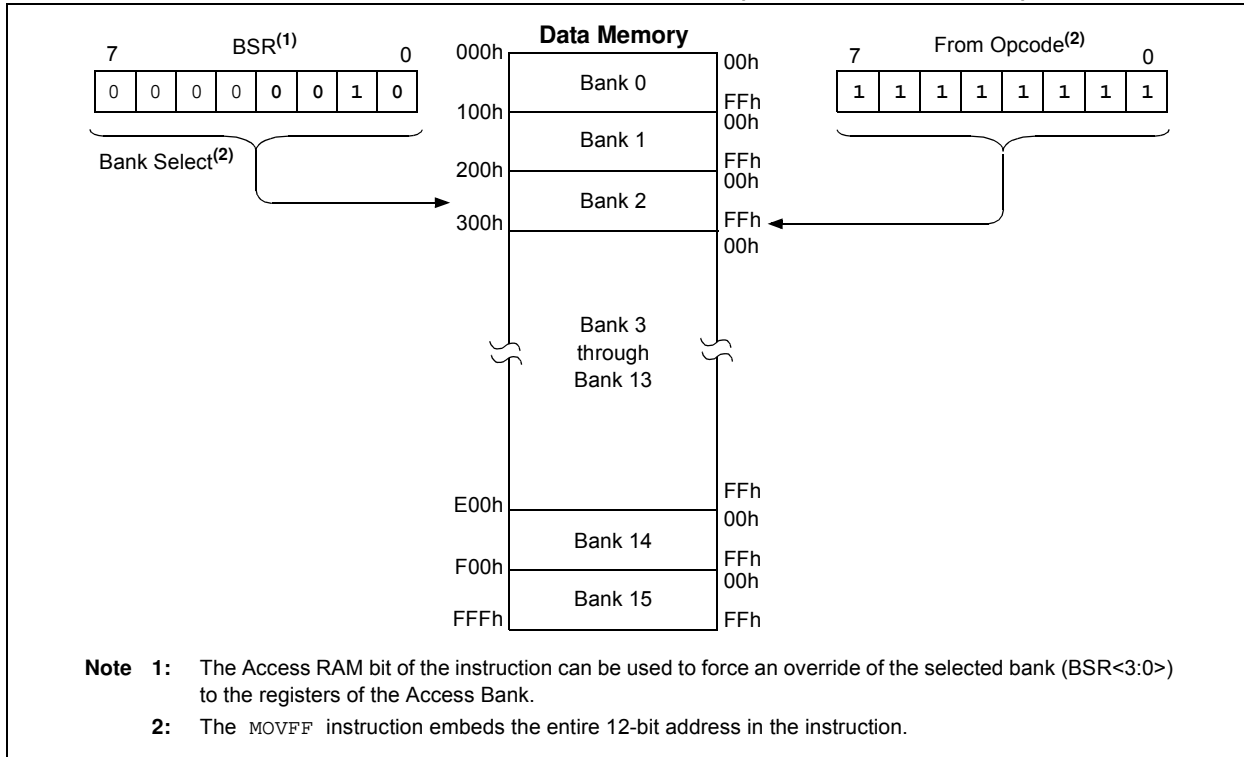 Data Memory
7 BSR(1) 0
0 0 0 0 0 0 1 0
Bank Select(2)
From Opcode(2)
7 0
1 1 1 1 1 1 1 1
000h Bank 0 00h
FFh
100h Bank 1 00h
FFh
200h Bank 2 00h
FFh
300h 00h
Bank 3
through
Bank 13
FFh
E00h Bank 14 00h
FFh
F00h Bank 15 00h
FFFh FFh
Note 1: The Access RAM bit of the instruction can be used to force an override of the selected bank (BSR<3:0>)
to the registers of the Access Bank.
2: The MOVFF instruction embeds the entire 12-bit address in the instruction.